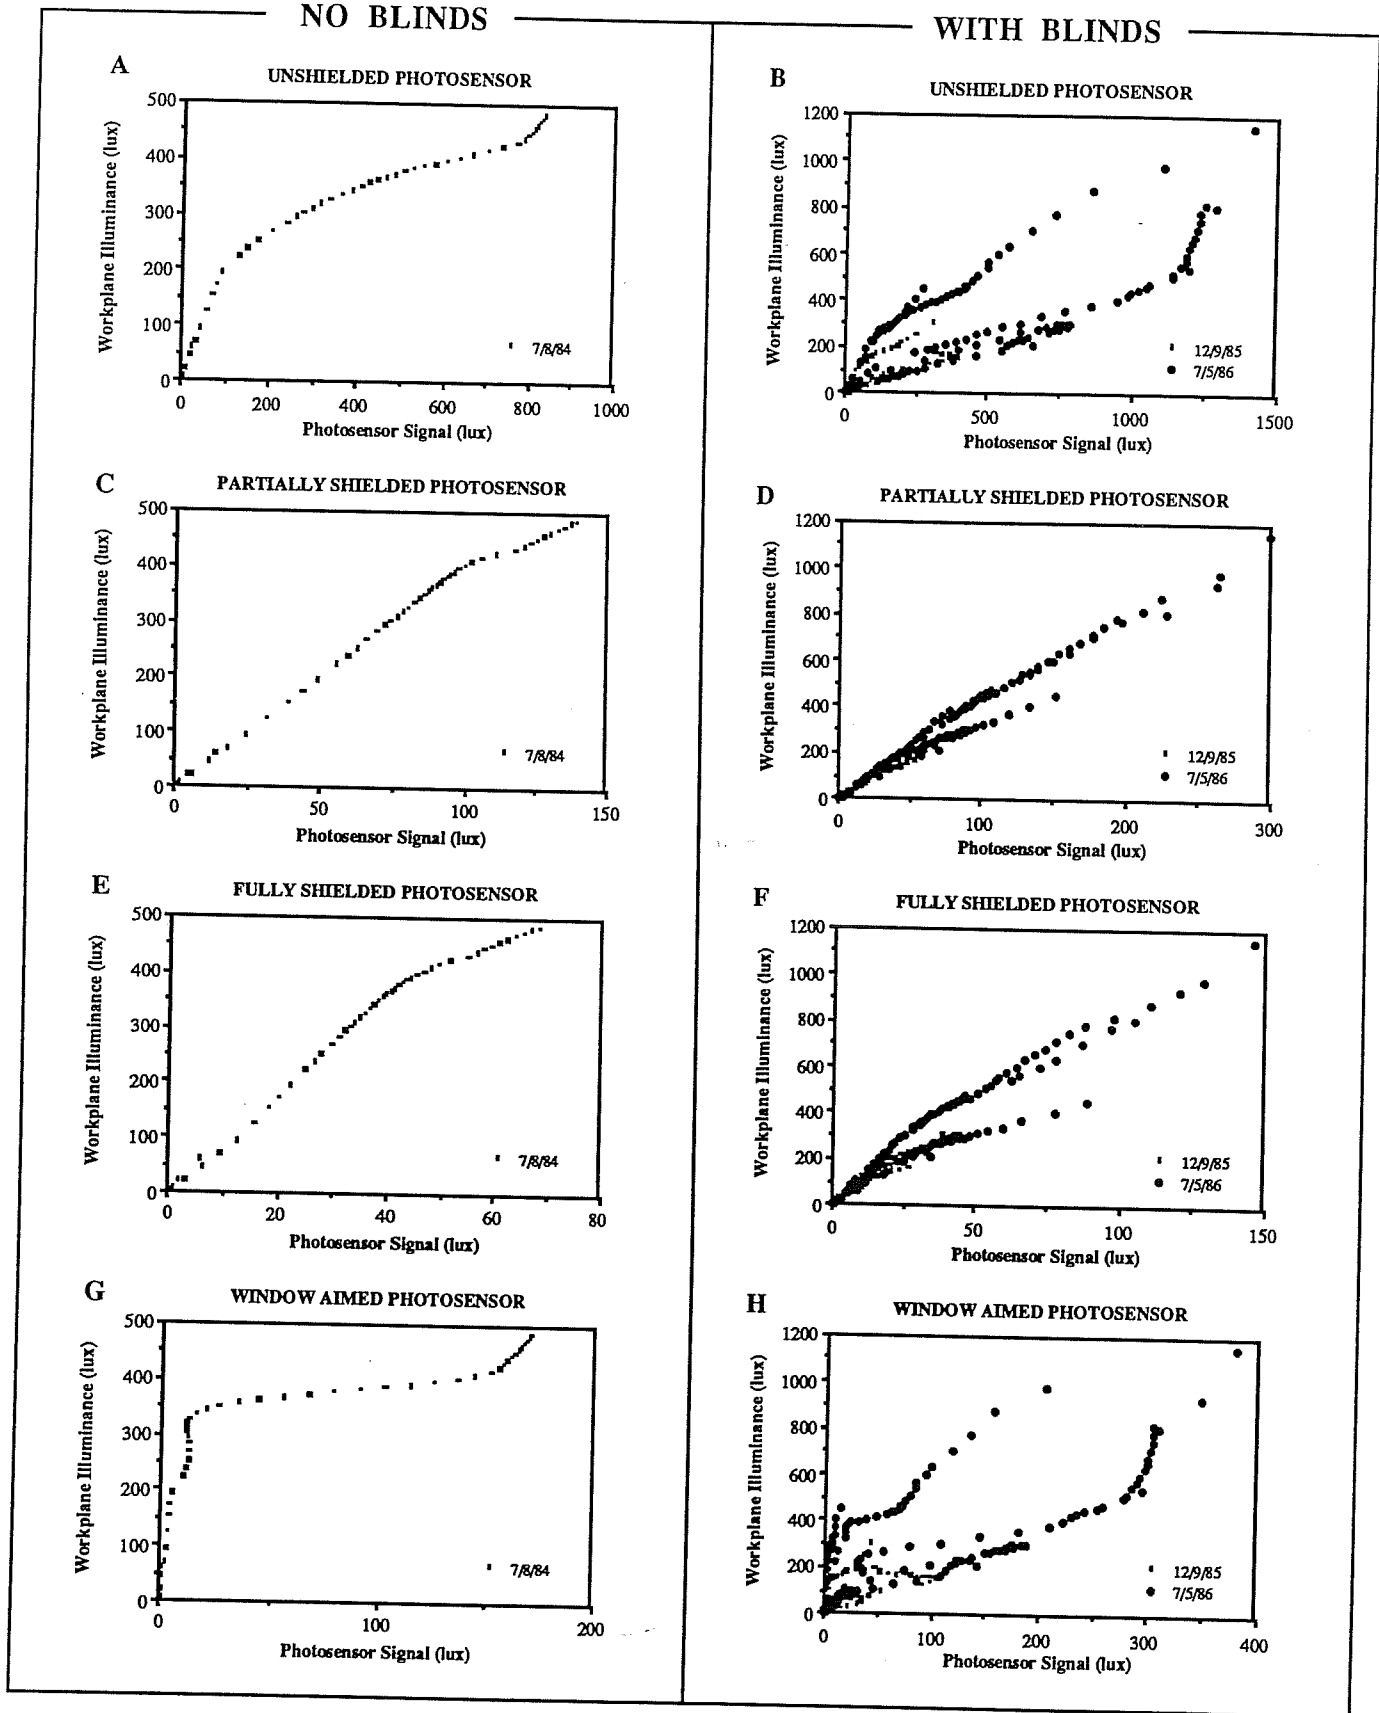 NO BLINDS
WITH BLINDS
A
UNSHIELDED PHOTOSENSOR
Workplane Illuminance (lux)
500
400
300
200
100
0
0 200 400 600 800 1000
Photosensor Signal (lux)
7/8/84
B
UNSHIELDED PHOTOSENSOR
Workplane Illuminance (lux)
1200
1000
800
600
400
200
0
0 500 1000 1500
Photosensor Signal (lux)
12/9/85
7/5/86
C
PARTIALLY SHIELDED PHOTOSENSOR
Workplane Illuminance (lux)
500
400
300
200
100
0
0 50 100 150
Photosensor Signal (lux)
7/8/84
D
PARTIALLY SHIELDED PHOTOSENSOR
Workplane Illuminance (lux)
1200
1000
800
600
400
200
0
0 100 200 300
Photosensor Signal (lux)
12/9/85
7/5/86
E
FULLY SHIELDED PHOTOSENSOR
Workplane Illuminance (lux)
500
400
300
200
100
0
0 20 40 60 80
Photosensor Signal (lux)
7/8/84
F
FULLY SHIELDED PHOTOSENSOR
Workplane Illuminance (lux)
1200
1000
800
600
400
200
0
0 50 100 150
Photosensor Signal (lux)
12/9/85
7/5/86
G
WINDOW AIMED PHOTOSENSOR
Workplane Illuminance (lux)
500
400
300
200
100
0
0 100 200
Photosensor Signal (lux)
7/8/84
H
WINDOW AIMED PHOTOSENSOR
Workplane Illuminance (lux)
1200
1000
800
600
400
200
0
0 100 200 300 400
Photosensor Signal (lux)
12/9/85
7/5/86